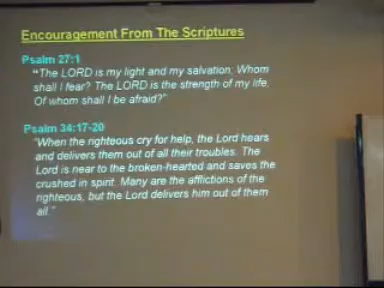 Encouragement From The Scriptures
Psalm 27:1
"The LORD is my light and my salvation; Whom
shall I fear? The LORD is the strength of my life,
Of whom shall I be afraid?"
Psalm 34:17-20
"When the righteous cry for help, the Lord hears
and delivers them out of all their troubles. The
Lord is near to the broken-hearted and saves the
crushed in spirit. Many are the afflictions of the
righteous, but the Lord delivers him out of them
all."